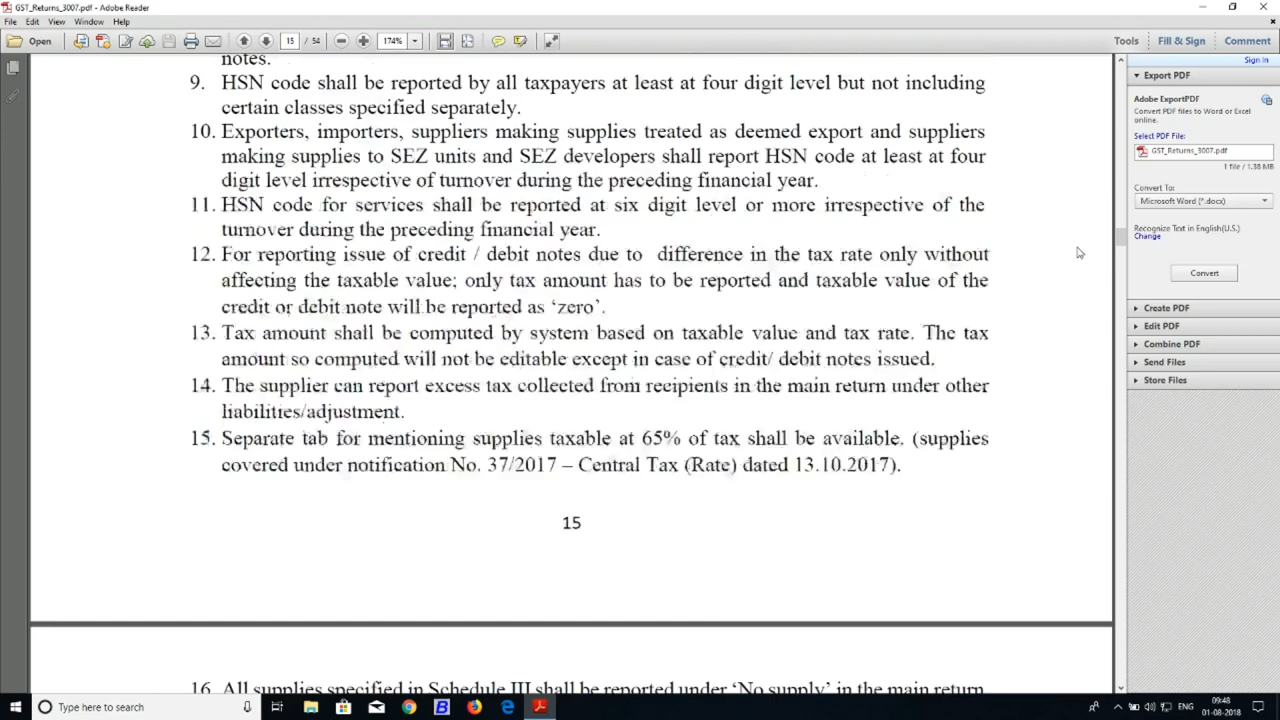 GST_Returns_3007.pdf - Adobe Reader
File Edit View Window Help
Open 15 / 54 174% Tools Fill & Sign Comment
notes.
9. HSN code shall be reported by all taxpayers at least at four digit level but not including
certain classes specified separately.
10. Exporters, importers, suppliers making supplies treated as deemed export and suppliers
making supplies to SEZ units and SEZ developers shall report HSN code at least at four
digit level irrespective of turnover during the preceding financial year.
11. HSN code for services shall be reported at six digit level or more irrespective of the
turnover during the preceding financial year.
12. For reporting issue of credit / debit notes due to difference in the tax rate only without
affecting the taxable value; only tax amount has to be reported and taxable value of the
credit or debit note will be reported as ‘zero’.
13. Tax amount shall be computed by system based on taxable value and tax rate. The tax
amount so computed will not be editable except in case of credit/ debit notes issued.
14. The supplier can report excess tax collected from recipients in the main return under other
liabilities/adjustment.
15. Separate tab for mentioning supplies taxable at 65% of tax shall be available. (supplies
covered under notification No. 37/2017 – Central Tax (Rate) dated 13.10.2017).
15
16. All supplies specified in Schedule III shall be reported under ‘No supply’ in the main return
Sign In
Export PDF
Adobe ExportPDF
Convert PDF files to Word or Excel
online.
Select PDF File:
GST_Returns_3007.pdf
1 file / 1.38 MB
Convert To:
Microsoft Word (*.docx)
Recognize Text in English(U.S.)
Change
Convert
Create PDF
Edit PDF
Combine PDF
Send Files
Store Files
Type here to search
ENG
09:48
01-08-2018